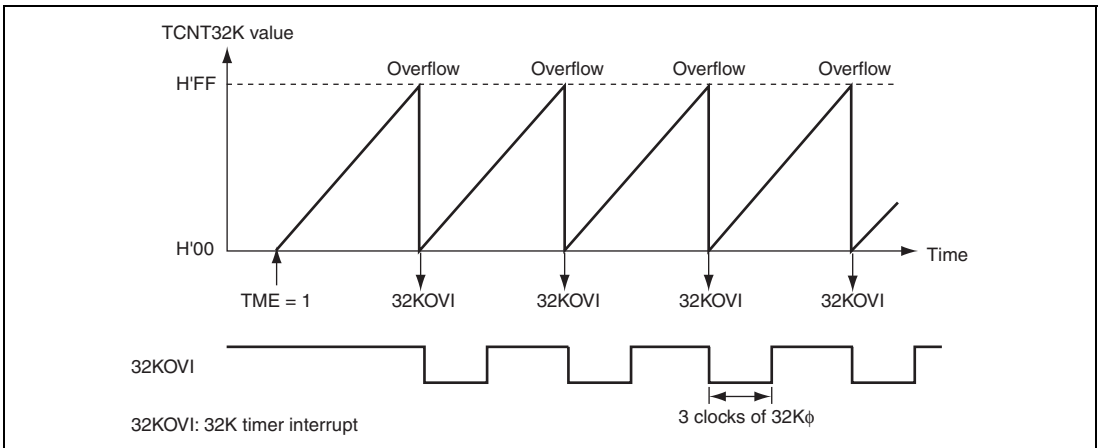 TCNT32K value
Overflow Overflow Overflow Overflow
H'FF
H'00
Time
TME = 1 32KOVI 32KOVI 32KOVI 32KOVI
32KOVI
3 clocks of 32Kϕ
32KOVI: 32K timer interrupt